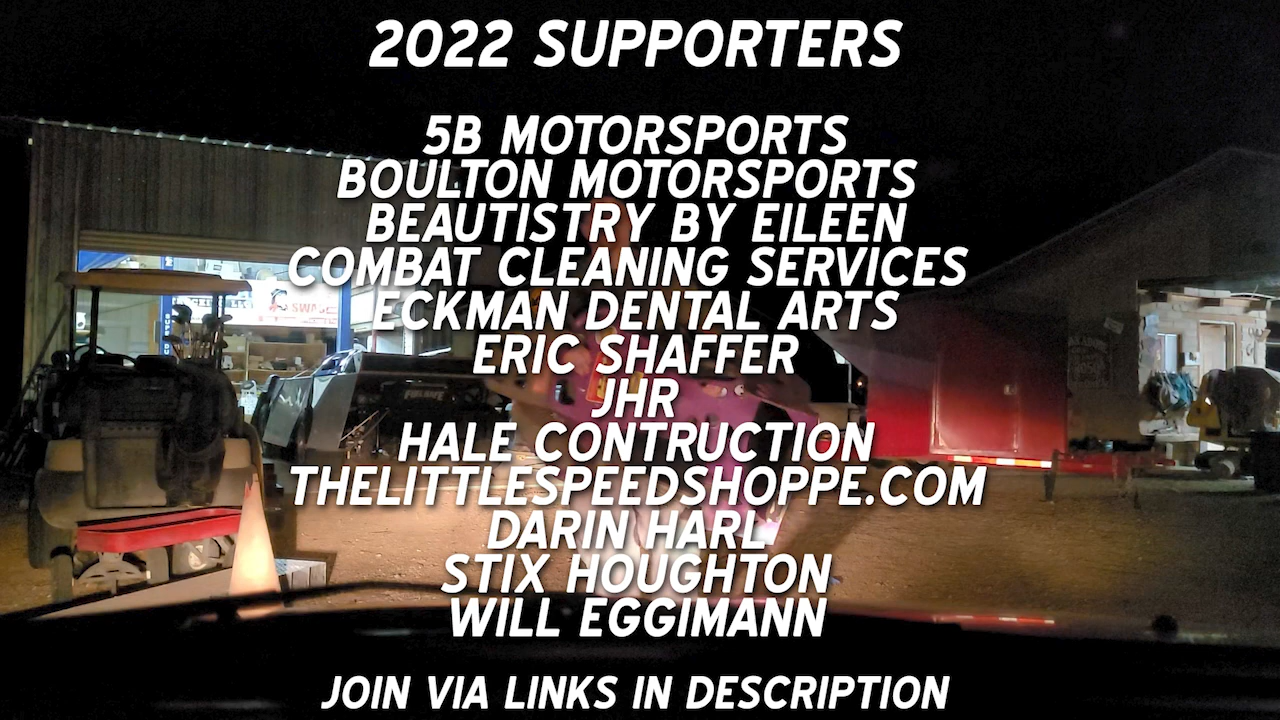 2022 SUPPORTERS
5B MOTORSPORTS
BOULTON MOTORSPORTS
BEAUTISTRY BY EILEEN
COMBAT CLEANING SERVICES
ECKMAN DENTAL ARTS
ERIC SHAFFER
JHR
HALE CONTRUCTION
THELITTLESPEEDSHOPPE.COM
DARIN HARL
STIX HOUGHTON
WILL EGGIMANN
JOIN VIA LINKS IN DESCRIPTION
SWAG